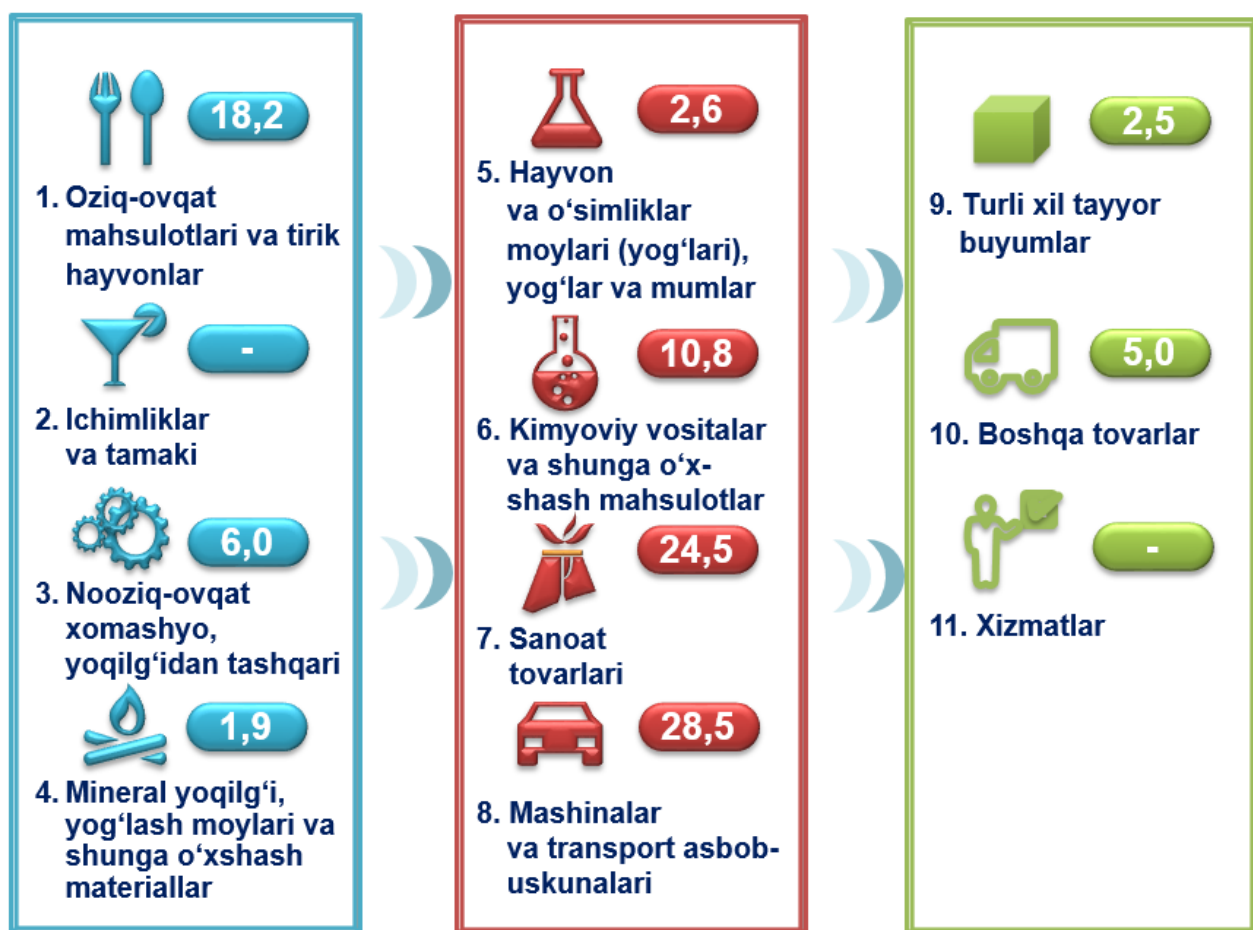 18,2
1. Oziq-ovqat
mahsulotlari va tirik
hayvonlar
-
2. Ichimliklar
va tamaki
6,0
3. Nooziq-ovqat
xomashyo,
yoqilg‘idan tashqari
1,9
4. Mineral yoqilg‘i,
yog‘lash moylari va
shunga o‘xshash
materiallar
2,6
5. Hayvon
va o‘simliklar
moylari (yog‘lari),
yog‘lar va mumlar
10,8
6. Kimyoviy vositalar
va shunga o‘x-
shash mahsulotlar
24,5
7. Sanoat
tovarlari
28,5
8. Mashinalar
va transport asbob-
uskunalari
2,5
9. Turli xil tayyor
buyumlar
5,0
10. Boshqa tovarlar
-
11. Xizmatlar